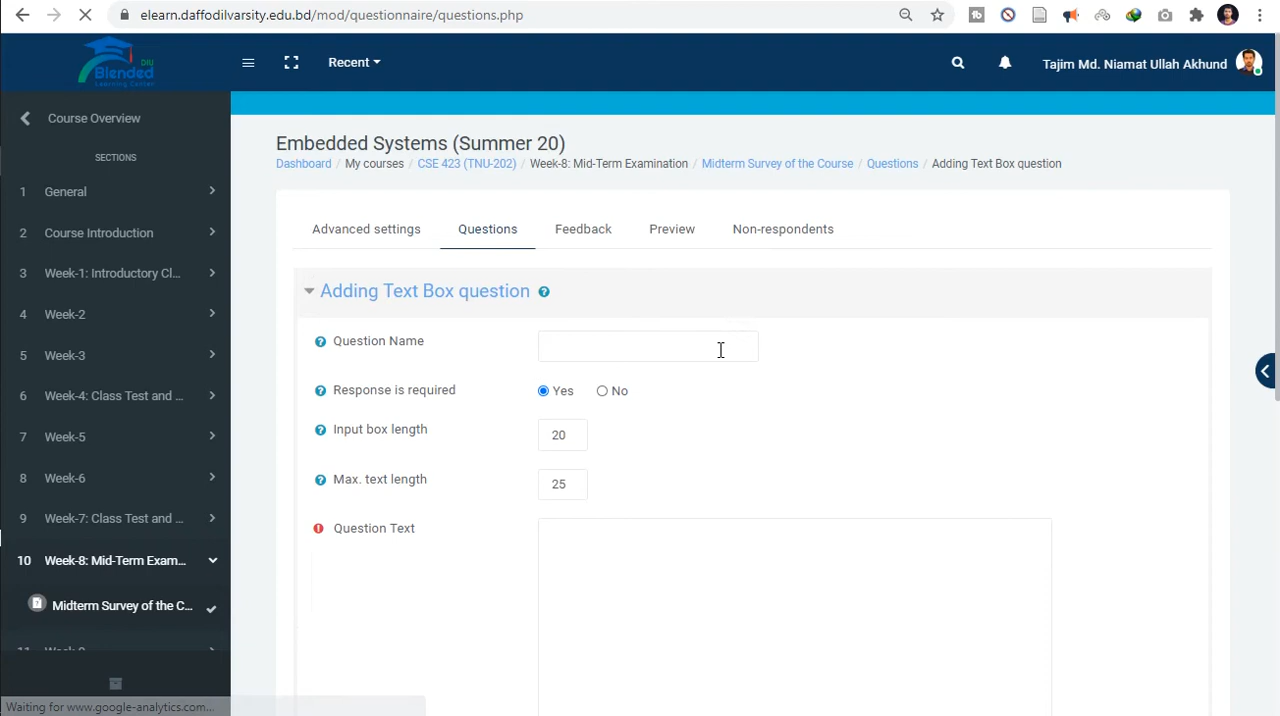 elearn.daffodilvarsity.edu.bd/mod/questionnaire/questions.php
DIU
Blended
Learning Center
Recent
Tajim Md. Niamat Ullah Akhund
Course Overview
SECTIONS
1 General
2 Course Introduction
3 Week-1: Introductory Cl...
4 Week-2
5 Week-3
6 Week-4: Class Test and ...
7 Week-5
8 Week-6
9 Week-7: Class Test and ...
10 Week-8: Mid-Term Exam...
Midterm Survey of the C...
Embedded Systems (Summer 20)
Dashboard / My courses / CSE 423 (TNU-202) / Week-8: Mid-Term Examination / Midterm Survey of the Course / Questions / Adding Text Box question
Advanced settings Questions Feedback Preview Non-respondents
Adding Text Box question
Question Name
Response is required Yes No
Input box length 20
Max. text length 25
Question Text
Waiting for www.google-analytics.com...